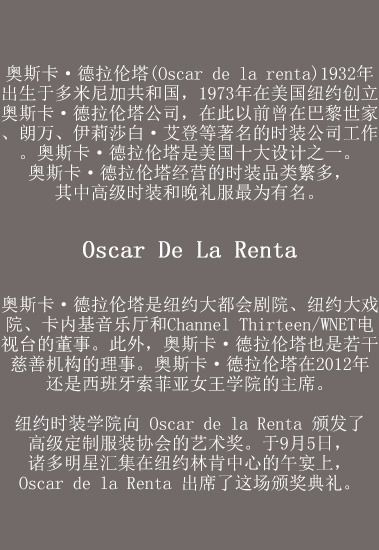 奥斯卡·德拉伦塔(Oscar de la renta)1932年
出生于多米尼加共和国，1973年在美国纽约创立
奥斯卡·德拉伦塔公司，在此以前曾在巴黎世家
、朗万、伊莉莎白·艾登等著名的时装公司工作
。奥斯卡·德拉伦塔是美国十大设计之一。
奥斯卡·德拉伦塔经营的时装品类繁多，
其中高级时装和晚礼服最为有名。
Oscar De La Renta
奥斯卡·德拉伦塔是纽约大都会剧院、纽约大戏
院、卡内基音乐厅和Channel Thirteen/WNET电
视台的董事。此外，奥斯卡·德拉伦塔也是若干
慈善机构的理事。奥斯卡·德拉伦塔在2012年
还是西班牙索菲亚女王学院的主席。
纽约时装学院向 Oscar de la Renta 颁发了
高级定制服装协会的艺术奖。于9月5日，
诸多明星汇集在纽约林肯中心的午宴上，
Oscar de la Renta 出席了这场颁奖典礼。